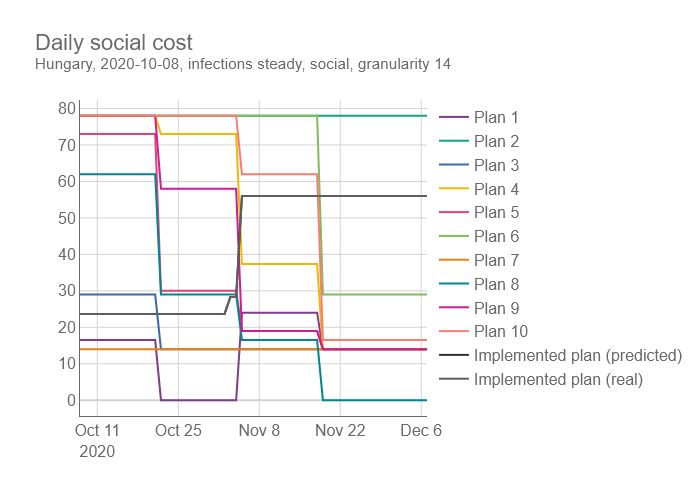 Daily social cost
Hungary, 2020-10-08, infections steady, social, granularity 14
80
70
60
50
40
30
20
10
0
Oct 11
2020
Oct 25
Nov 8
Nov 22
Dec 6
Plan 1
Plan 2
Plan 3
Plan 4
Plan 5
Plan 6
Plan 7
Plan 8
Plan 9
Plan 10
Implemented plan (predicted)
Implemented plan (real)